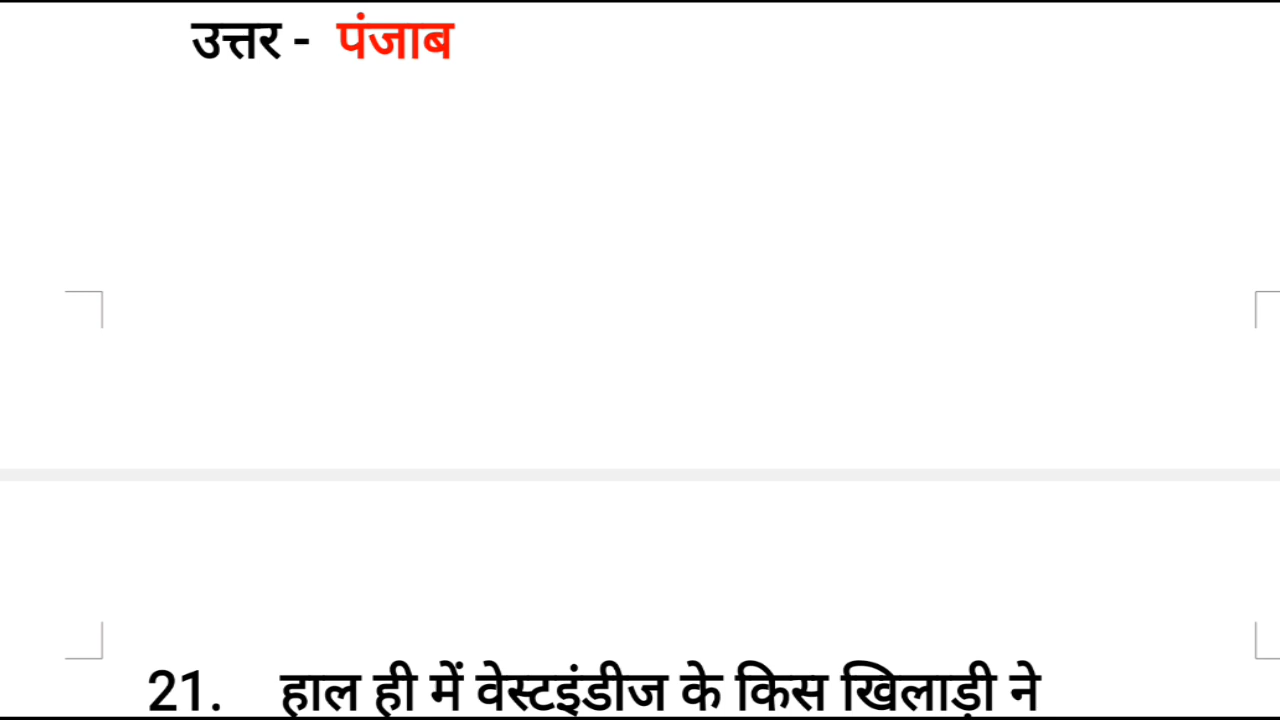 उत्तर - पंजाब
21. हाल ही में वेस्टइंडीज के किस खिलाड़ी ने